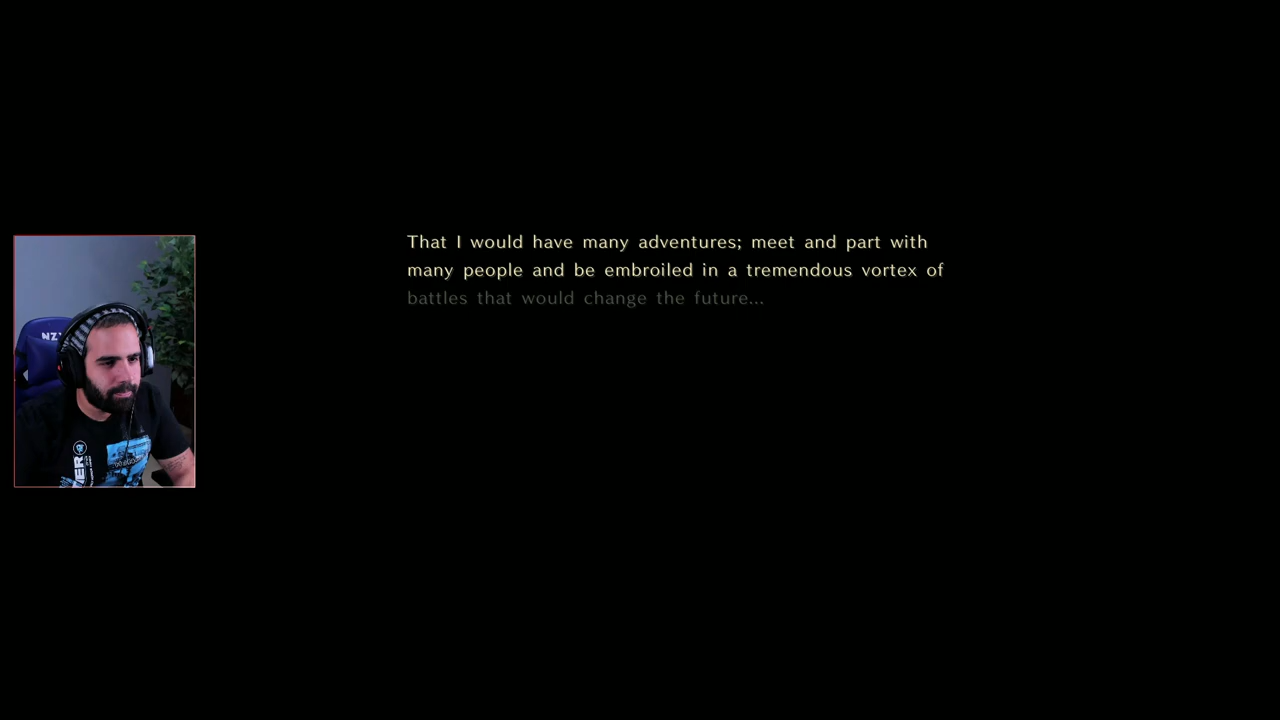 That I would have many adventures; meet and part with
many people and be embroiled in a tremendous vortex of
battles that would change the future...
NZX